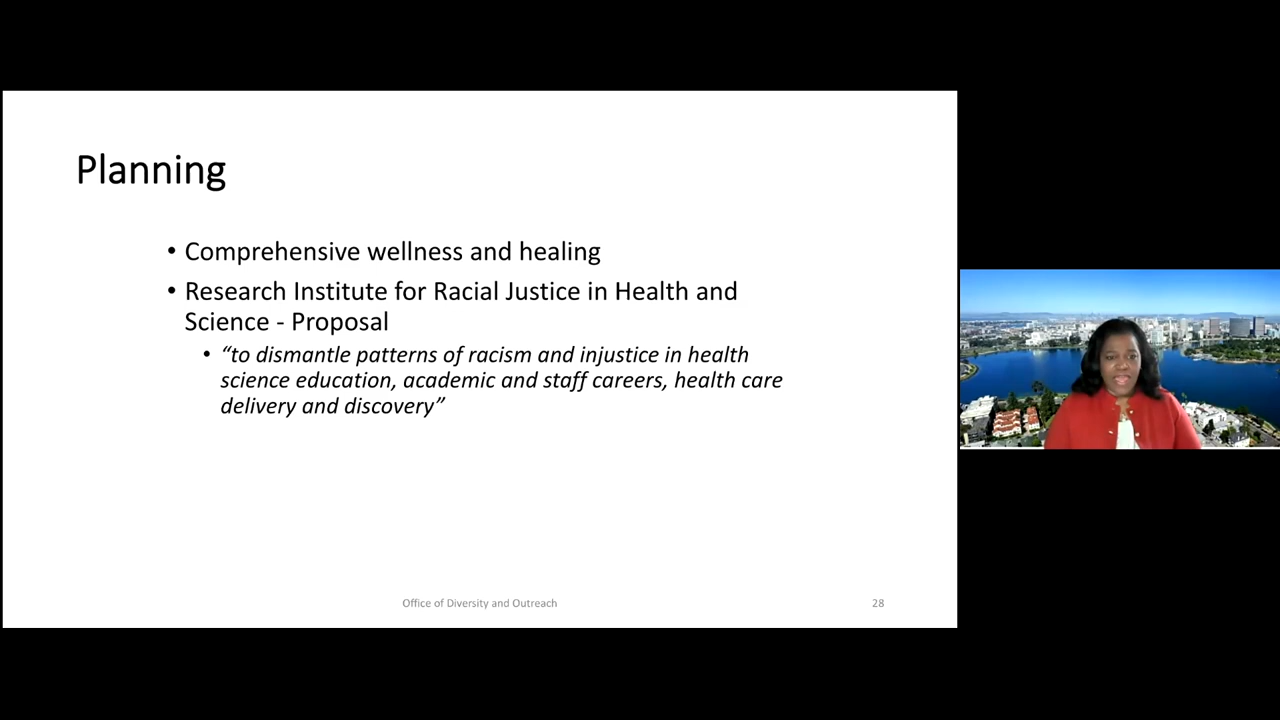 Planning
• Comprehensive wellness and healing
• Research Institute for Racial Justice in Health and
Science - Proposal
• “to dismantle patterns of racism and injustice in health
science education, academic and staff careers, health care
delivery and discovery”
Office of Diversity and Outreach
28